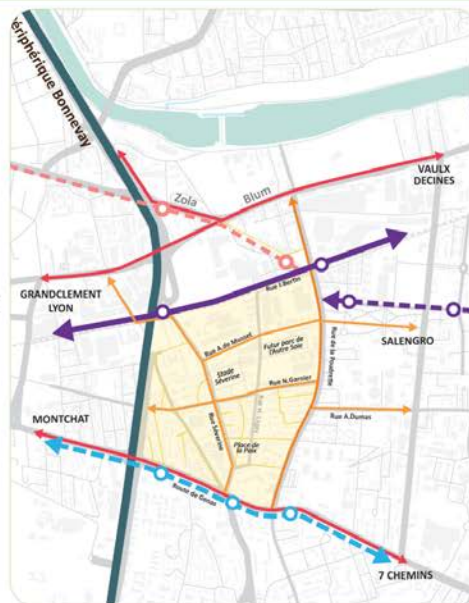 ériphérique Bonnevay
VAULX
DECINES
Zola
Blum
GRANDCLEMENT
LYON
Rue J.Bertin
Rue A.de Musset
Futur parc de
l'Autre Soie
Rue de la Poudrette
SALENGRO
Stade
Séverine
Rue N.Garnier
MONTCHAT
Rue Séverine
Rue A.Dumas
Place de
la Paix
Route de Genas
7 CHEMINS